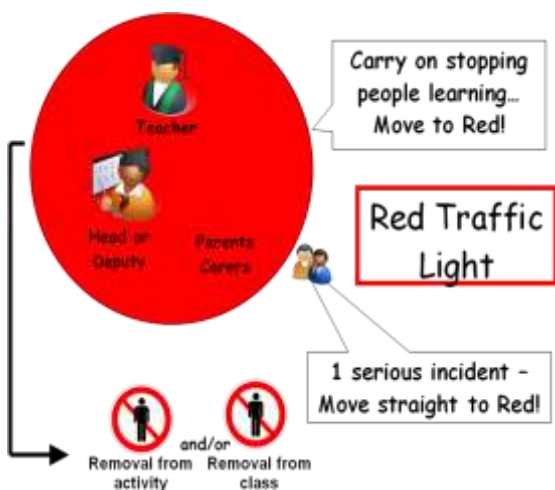 Teacher
Head or
Deputy
Parents
Carers
Carry on stopping
people learning...
Move to Red!
Red Traffic
Light
1 serious incident –
Move straight to Red!
and/or
Removal from
activity
Removal from
class